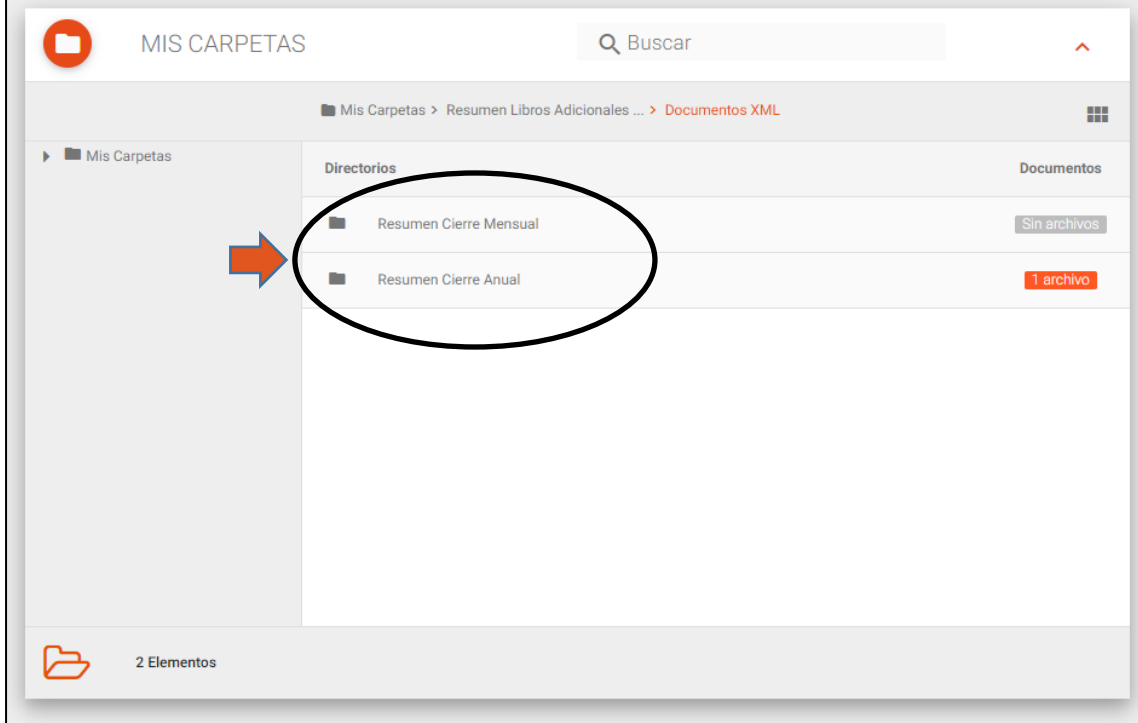 MIS CARPETAS
Buscar
Mis Carpetas > Resumen Libros Adicionales ... > Documentos XML
Mis Carpetas
Directorios Documentos
Resumen Cierre Mensual Sin archivos
Resumen Cierre Anual 1 archivo
2 Elementos